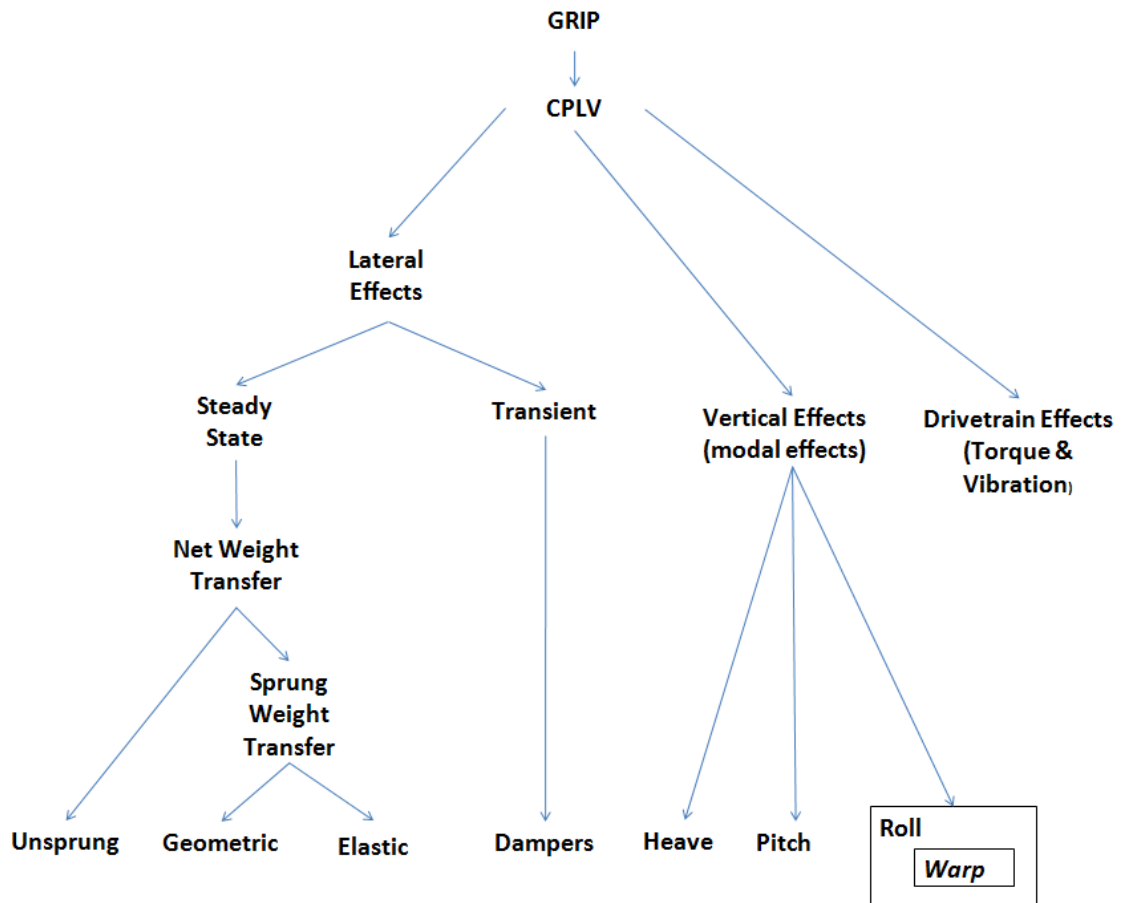 GRIP
CPLV
Lateral
Effects
Steady
State
Transient
Vertical Effects
(modal effects)
Drivetrain Effects
(Torque &
Vibration)
Net Weight
Transfer
Sprung
Weight
Transfer
Unsprung
Geometric
Elastic
Dampers
Heave
Pitch
Roll
Warp